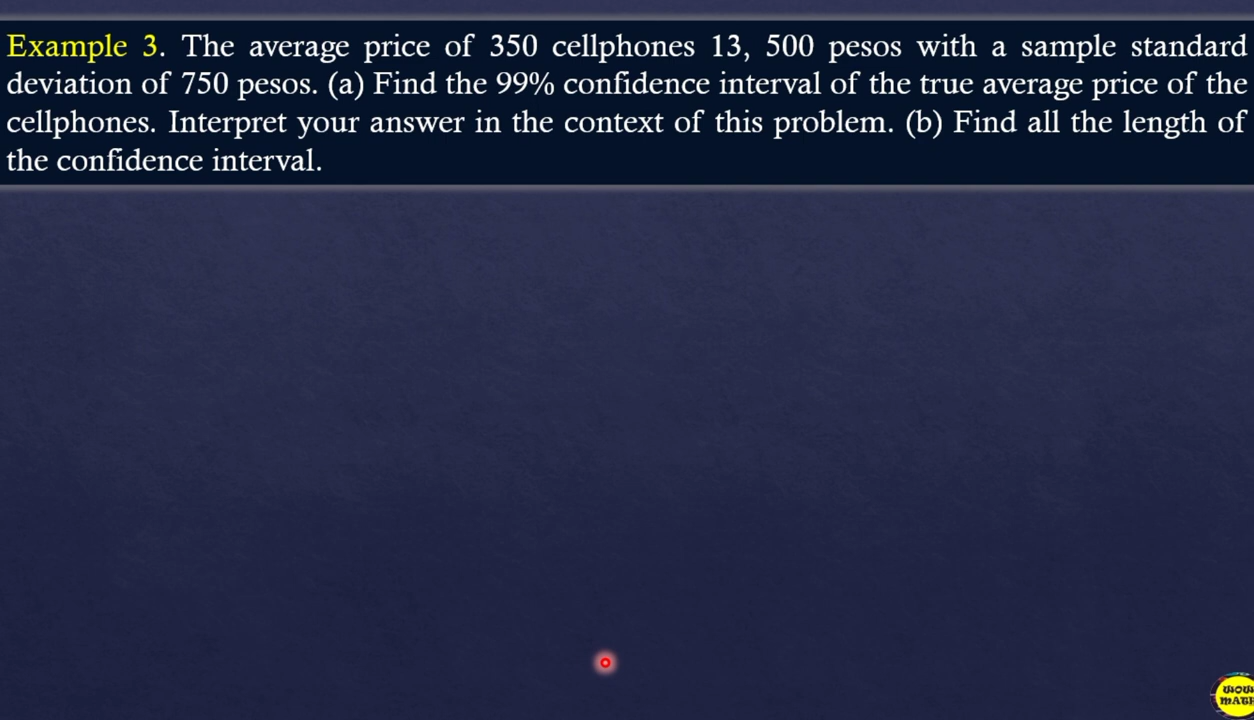 Example 3. The average price of 350 cellphones 13, 500 pesos with a sample standard
deviation of 750 pesos. (a) Find the 99% confidence interval of the true average price of the
cellphones. Interpret your answer in the context of this problem. (b) Find all the length of
the confidence interval.
WOW
MATH